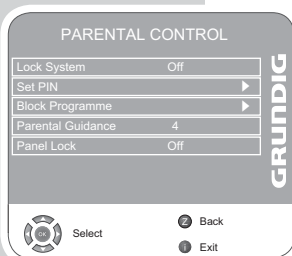 PARENTAL CONTROL
Lock System Off
Set PIN
Block Programme
Parental Guidance 4
Panel Lock Off
GRUNDIG
OK Select
Z Back
i Exit